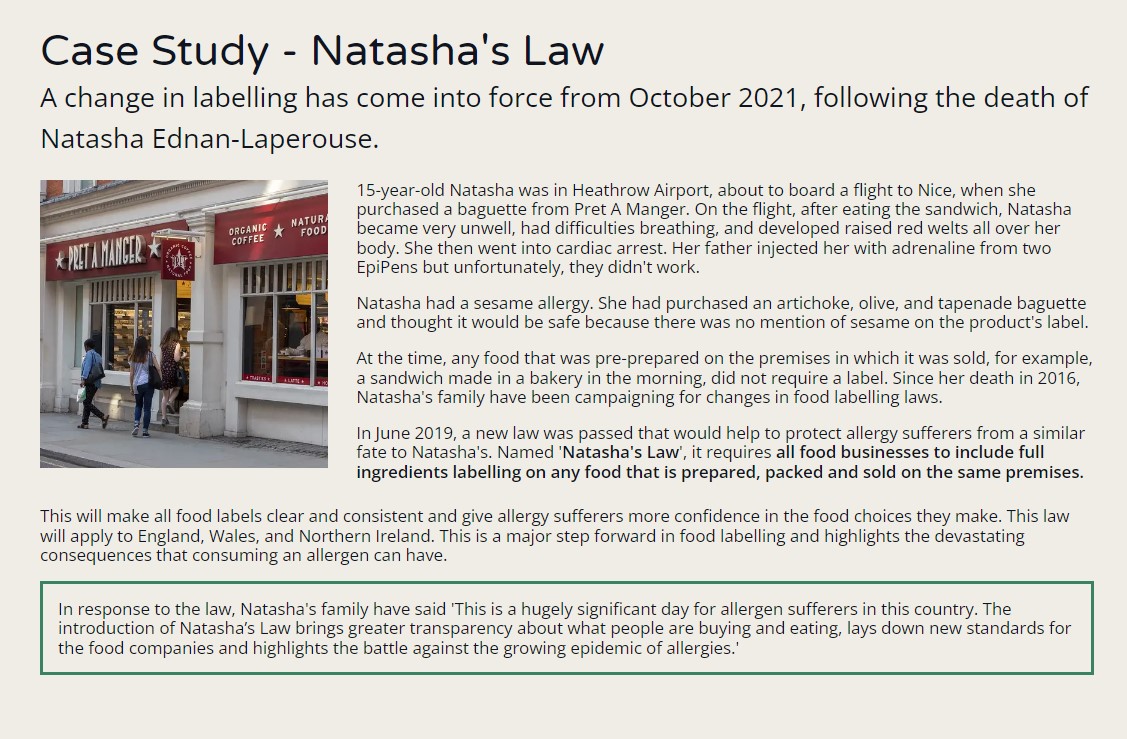 Case Study - Natasha's Law
A change in labelling has come into force from October 2021, following the death of
Natasha Ednan-Laperouse.
PRET A MANGER
ORGANIC
COFFEE
NATURA
FOOD
15-year-old Natasha was in Heathrow Airport, about to board a flight to Nice, when she
purchased a baguette from Pret A Manger. On the flight, after eating the sandwich, Natasha
became very unwell, had difficulties breathing, and developed raised red welts all over her
body. She then went into cardiac arrest. Her father injected her with adrenaline from two
EpiPens but unfortunately, they didn't work.
Natasha had a sesame allergy. She had purchased an artichoke, olive, and tapenade baguette
and thought it would be safe because there was no mention of sesame on the product's label.
At the time, any food that was pre-prepared on the premises in which it was sold, for example,
a sandwich made in a bakery in the morning, did not require a label. Since her death in 2016,
Natasha's family have been campaigning for changes in food labelling laws.
In June 2019, a new law was passed that would help to protect allergy sufferers from a similar
fate to Natasha's. Named 'Natasha's Law', it requires all food businesses to include full
ingredients labelling on any food that is prepared, packed and sold on the same premises.
This will make all food labels clear and consistent and give allergy sufferers more confidence in the food choices they make. This law
will apply to England, Wales, and Northern Ireland. This is a major step forward in food labelling and highlights the devastating
consequences that consuming an allergen can have.
In response to the law, Natasha's family have said 'This is a hugely significant day for allergen sufferers in this country. The
introduction of Natasha’s Law brings greater transparency about what people are buying and eating, lays down new standards for
the food companies and highlights the battle against the growing epidemic of allergies.'